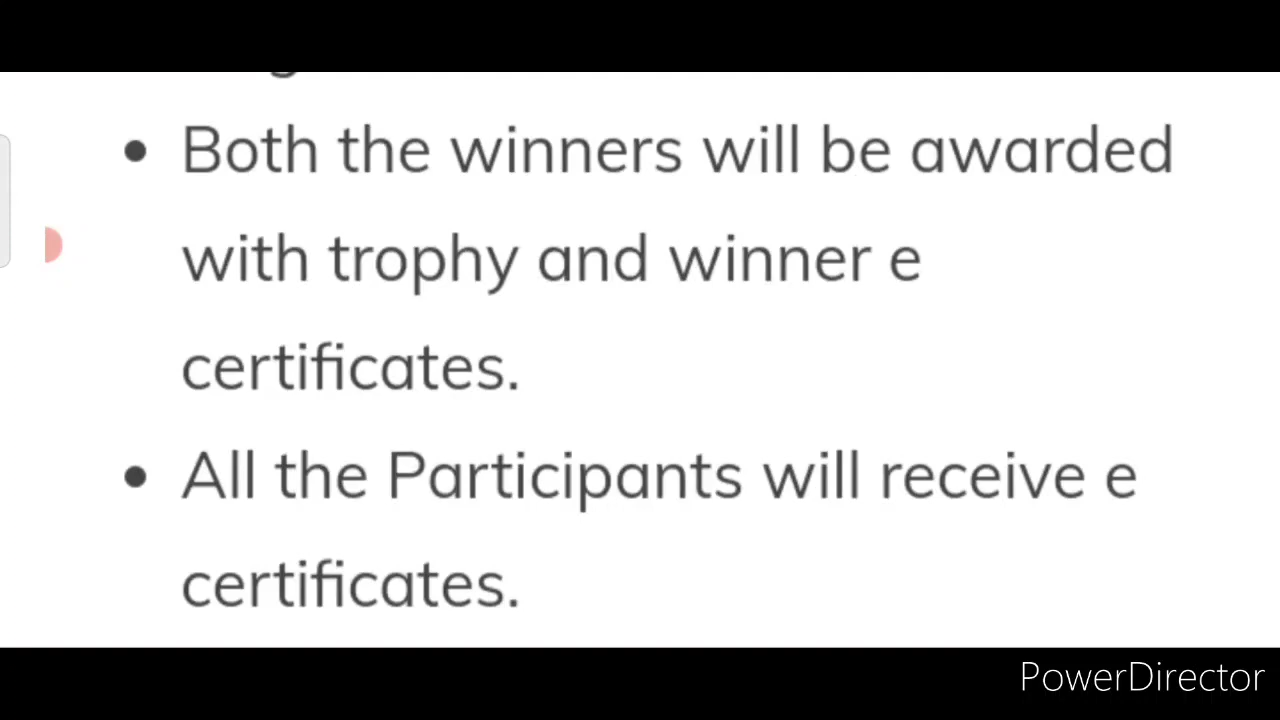 Both the winners will be awarded
with trophy and winner e
certificates.
All the Participants will receive e
certificates.
PowerDirector